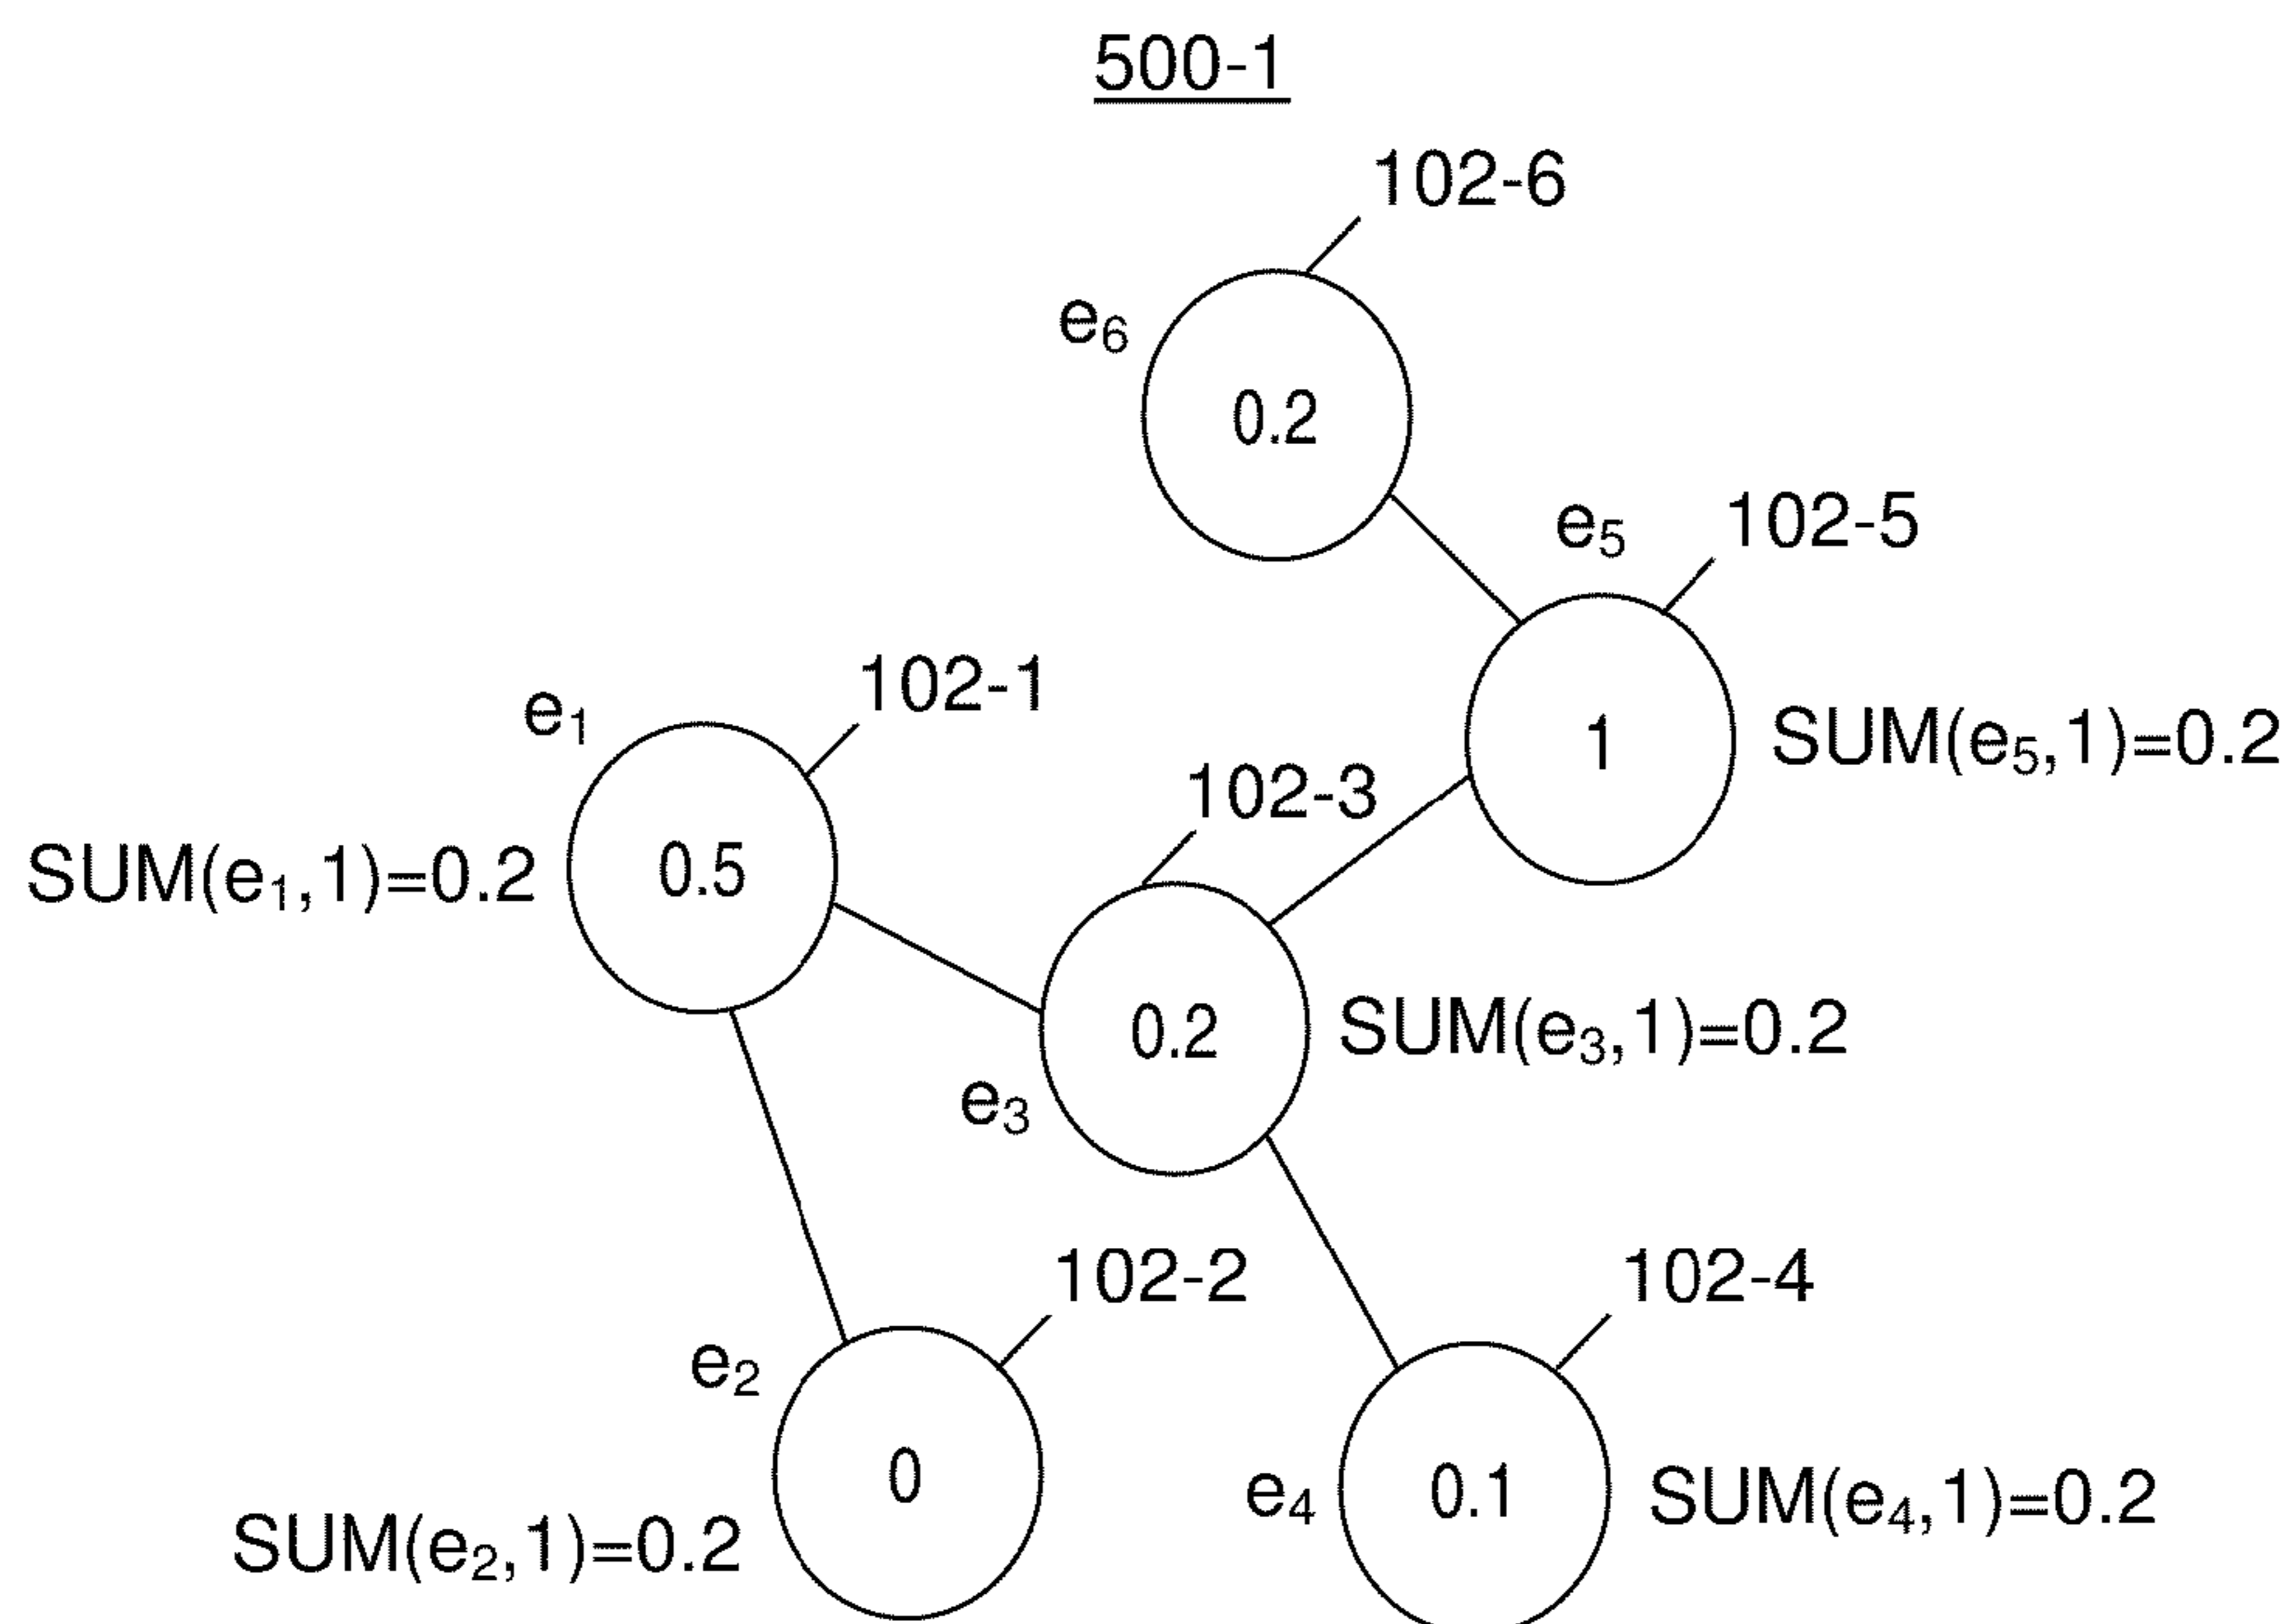 500-1
102-6
e6
0.2
e5
102-5
1
SUM(e5,1)=0.2
e1
102-1
SUM(e1,1)=0.2
0.5
102-3
0.2
SUM(e3,1)=0.2
e3
102-2
102-4
e2
0
SUM(e2,1)=0.2
e4
0.1
SUM(e4,1)=0.2